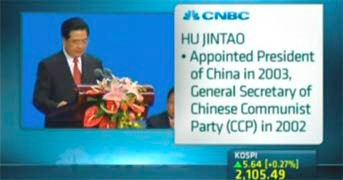 CNBC
HU JINTAO
• Appointed President
of China in 2003,
General Secretary of
Chinese Communist
Party (CCP) in 2002
KOSPI
▲5.64 [+0.27%]
2,105.49